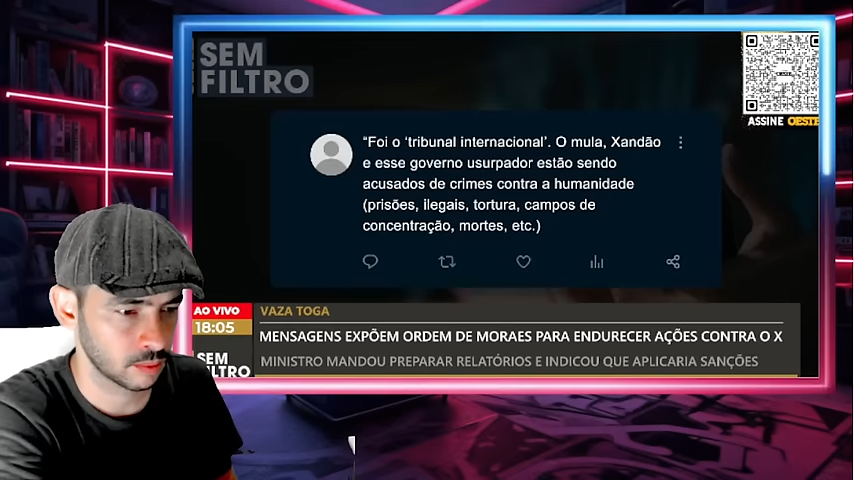 SEM
FILTRO
ASSINE OESTE
“Foi o ‘tribunal internacional’. O mula, Xandão
e esse governo usurpador estão sendo
acusados de crimes contra a humanidade
(prisões, ilegais, tortura, campos de
concentração, mortes, etc.)
AO VIVO
18:05
SEM
FILTRO
VAZA TOGA
MENSAGENS EXPÕEM ORDEM DE MORAES PARA ENDURECER AÇÕES CONTRA O X
MINISTRO MANDOU PREPARAR RELATÓRIOS E INDICOU QUE APLICARIA SANÇÕES